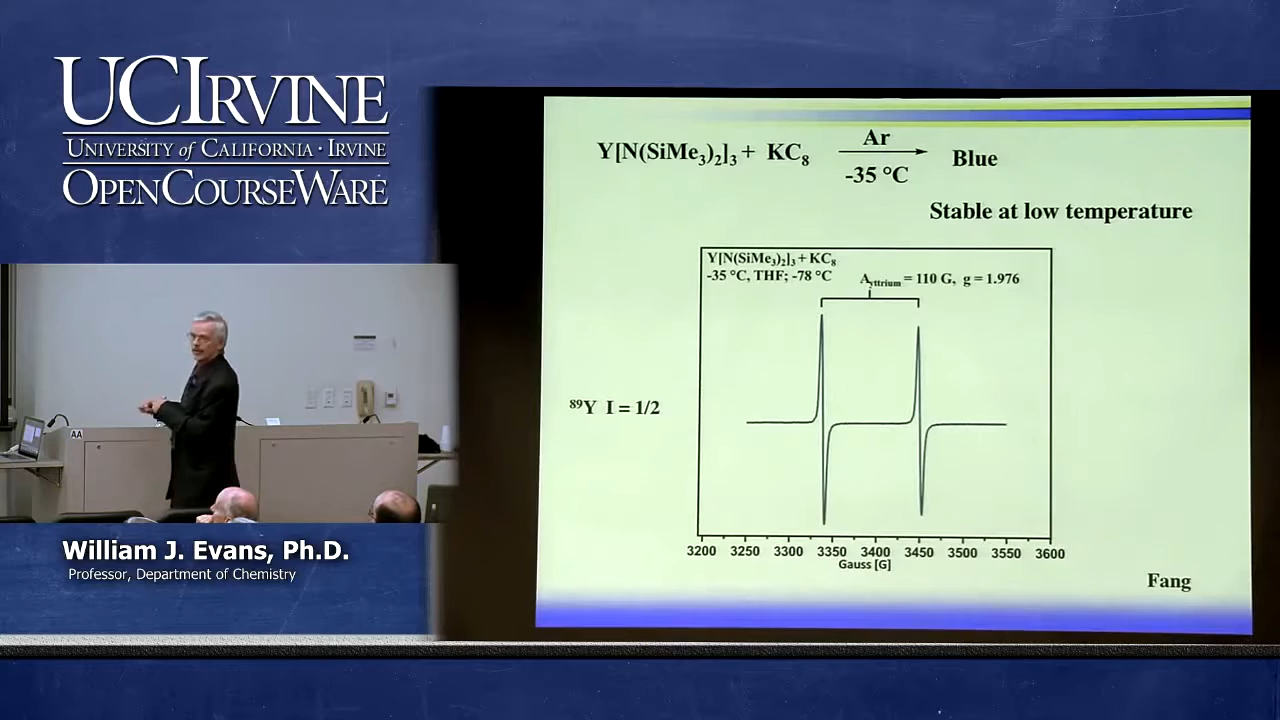 UCIRVINE
UNIVERSITY of CALIFORNIA · IRVINE
OPENCOURSEWARE
AA
William J. Evans, Ph.D.
Professor, Department of Chemistry
Y[N(SiMe3)2]3 + KC8
Ar
-35 °C
Blue
Stable at low temperature
Y[N(SiMe3)2]3 + KC8
-35 °C, THF; -78 °C
Ayttrium = 110 G, g = 1.976
89Y I = 1/2
3200 3250 3300 3350 3400 3450 3500 3550 3600
Gauss [G]
Fang